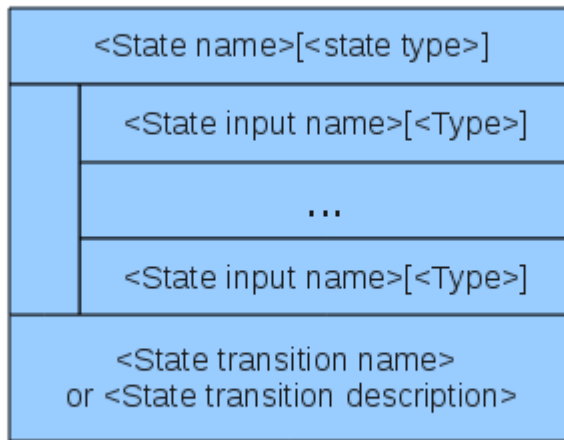 <State name>[<state type>]
<State input name>[<Type>]
...
<State input name>[<Type>]
<State transition name>
or <State transition description>